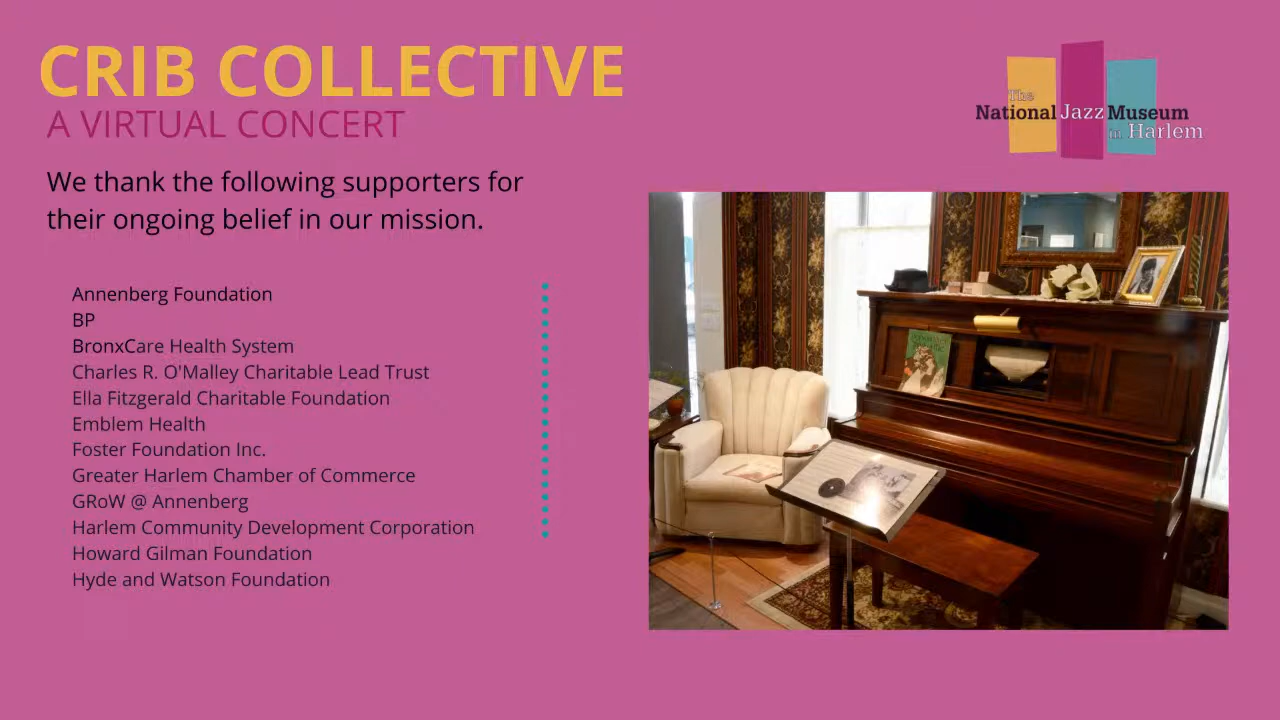 CRIB COLLECTIVE
A VIRTUAL CONCERT
The
National Jazz Museum
in Harlem
We thank the following supporters for
their ongoing belief in our mission.
Annenberg Foundation
BP
BronxCare Health System
Charles R. O'Malley Charitable Lead Trust
Ella Fitzgerald Charitable Foundation
Emblem Health
Foster Foundation Inc.
Greater Harlem Chamber of Commerce
GRoW @ Annenberg
Harlem Community Development Corporation
Howard Gilman Foundation
Hyde and Watson Foundation